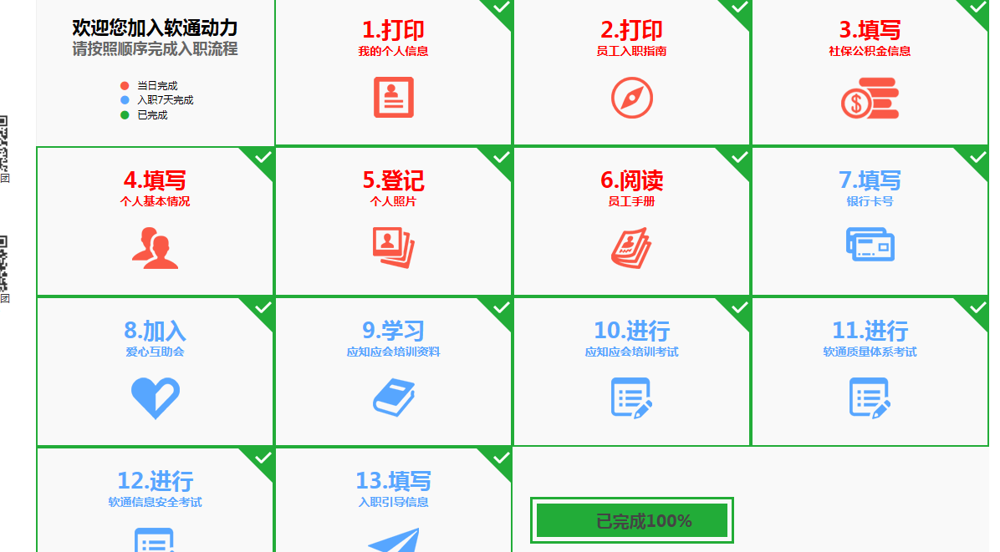 欢迎您加入软通动力
请按照顺序完成入职流程
当日完成
入职7天完成
已完成
1.打印
我的个人信息
2.打印
员工入职指南
3.填写
社保公积金信息
团
4.填写
个人基本情况
5.登记
个人照片
6.阅读
员工手册
7.填写
银行卡号
团
8.加入
爱心互助会
9.学习
应知应会培训资料
10.进行
应知应会培训考试
11.进行
软通质量体系考试
12.进行
软通信息安全考试
13.填写
入职引导信息
已完成100%